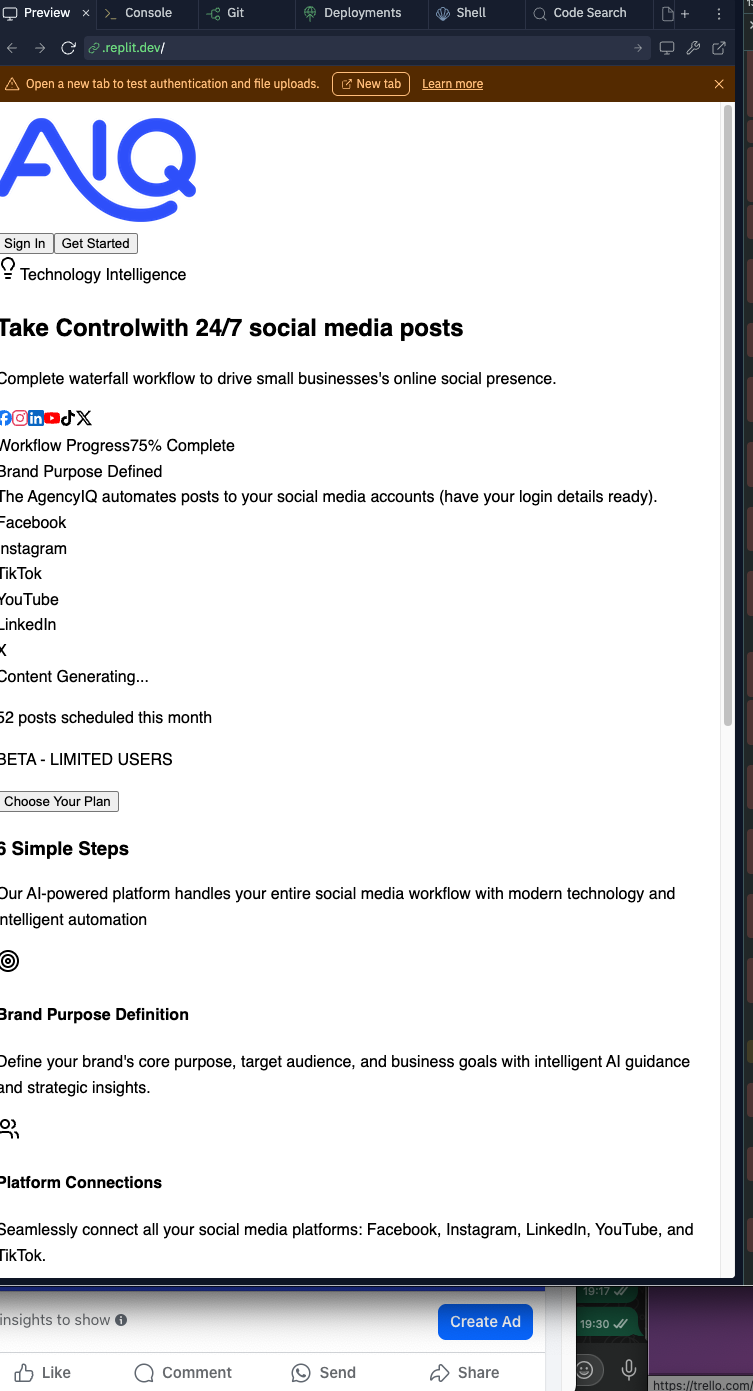 Preview
Console
Git
Deployments
Shell
Code Search
.replit.dev/
Open a new tab to test authentication and file uploads.
New tab
Learn more
AIQ
Sign In
Get Started
Technology Intelligence
Take Controlwith 24/7 social media posts
Complete waterfall workflow to drive small businesses's online social presence.
Workflow Progress75% Complete
Brand Purpose Defined
The AgencyIQ automates posts to your social media accounts (have your login details ready).
Facebook
Instagram
TikTok
YouTube
LinkedIn
X
Content Generating...
52 posts scheduled this month
BETA - LIMITED USERS
Choose Your Plan
6 Simple Steps
Our AI-powered platform handles your entire social media workflow with modern technology and
intelligent automation
Brand Purpose Definition
Define your brand's core purpose, target audience, and business goals with intelligent AI guidance
and strategic insights.
Platform Connections
Seamlessly connect all your social media platforms: Facebook, Instagram, LinkedIn, YouTube, and
TikTok.
insights to show
Create Ad
19:17
19:30
Like
Comment
Send
Share
https://trello.com/